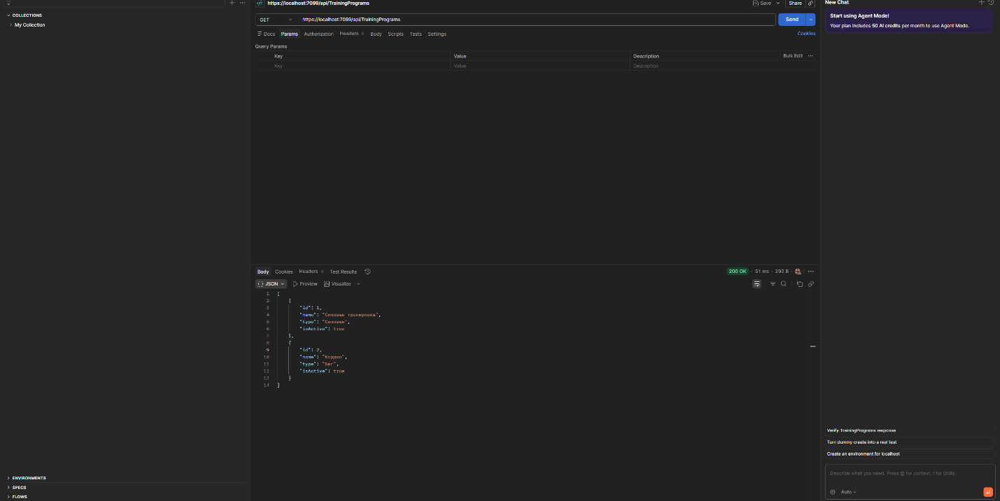 COLLECTIONS
My Collection
ENVIRONMENTS
SPECS
FLOWS
https://localhost:7099/api/TrainingPrograms
Save
Share
GET
https://localhost:7099/api/TrainingPrograms
Send
Docs Params Authorization Headers Body Scripts Tests Settings
Cookies
Query Params
Key Value Description Bulk Edit
Key Value Description
Body Cookies Headers Test Results
200 OK 51 ms 292 B
{ } JSON Preview Visualize
1 [
2 {
3 "id": 1,
4 "name": "Силовая тренировка",
5 "type": "Силовая",
6 "isActive": true
7 },
8 {
9 "id": 2,
10 "name": "Кардио",
11 "type": "Бег",
12 "isActive": true
13 }
14 ]
New Chat
Start using Agent Mode!
Your plan includes 50 AI credits per month to use Agent Mode.
Verify TrainingPrograms response
Turn dummy create into a real test
Create an environment for localhost
Describe what you need. Press @ for context, / for Skills.
Auto